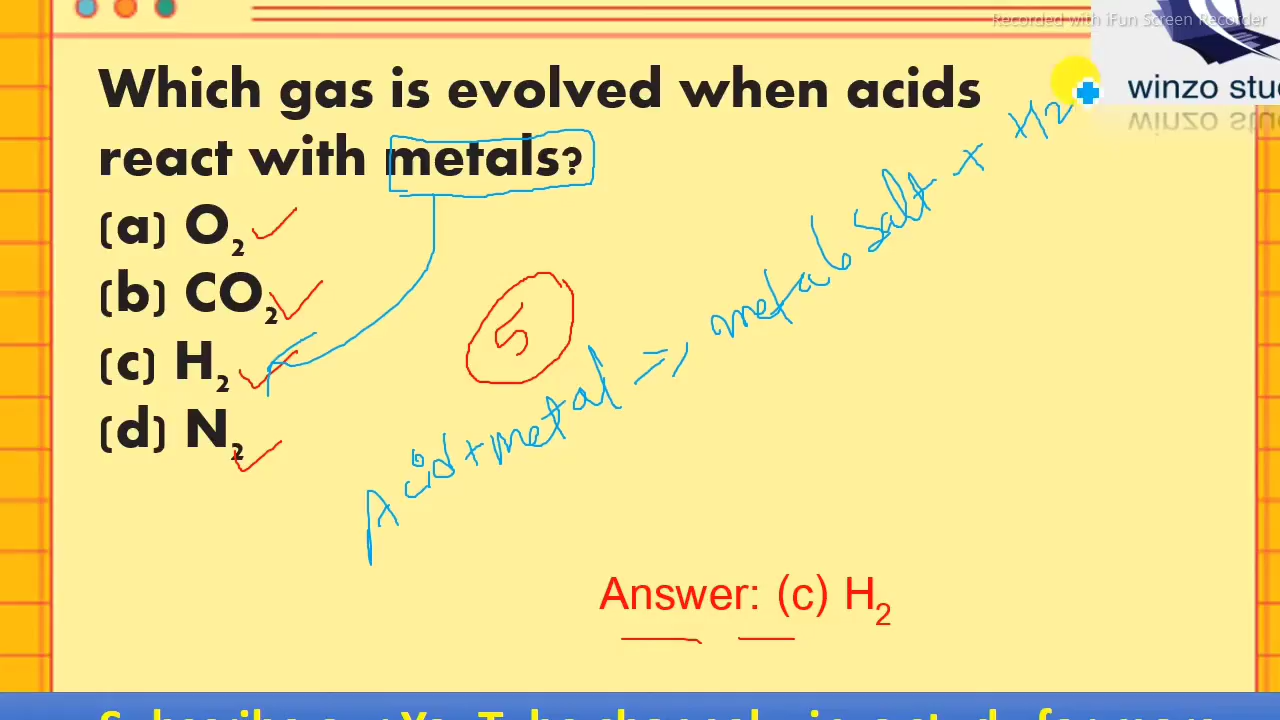 Recorded with iFun Screen Recorder
winzo stu
Which gas is evolved when acids
react with metals?
(a) O₂
(b) CO₂
(c) H₂
(d) N₂
5
Acid + metal => metal salt + H2
Answer: (c) H₂